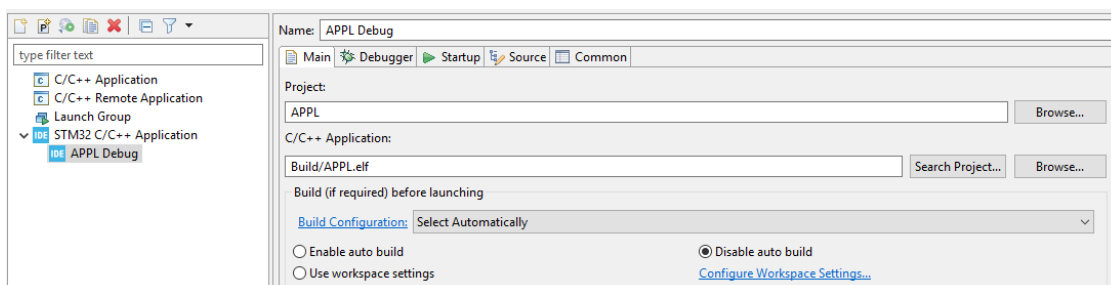 Name: APPL Debug
type filter text
C/C++ Application
C/C++ Remote Application
Launch Group
IDE STM32 C/C++ Application
IDE APPL Debug
Main Debugger Startup Source Common
Project:
APPL Browse...
C/C++ Application:
Build/APPL.elf Search Project... Browse...
Build (if required) before launching
Build Configuration: Select Automatically
Enable auto build Disable auto build
Use workspace settings Configure Workspace Settings...